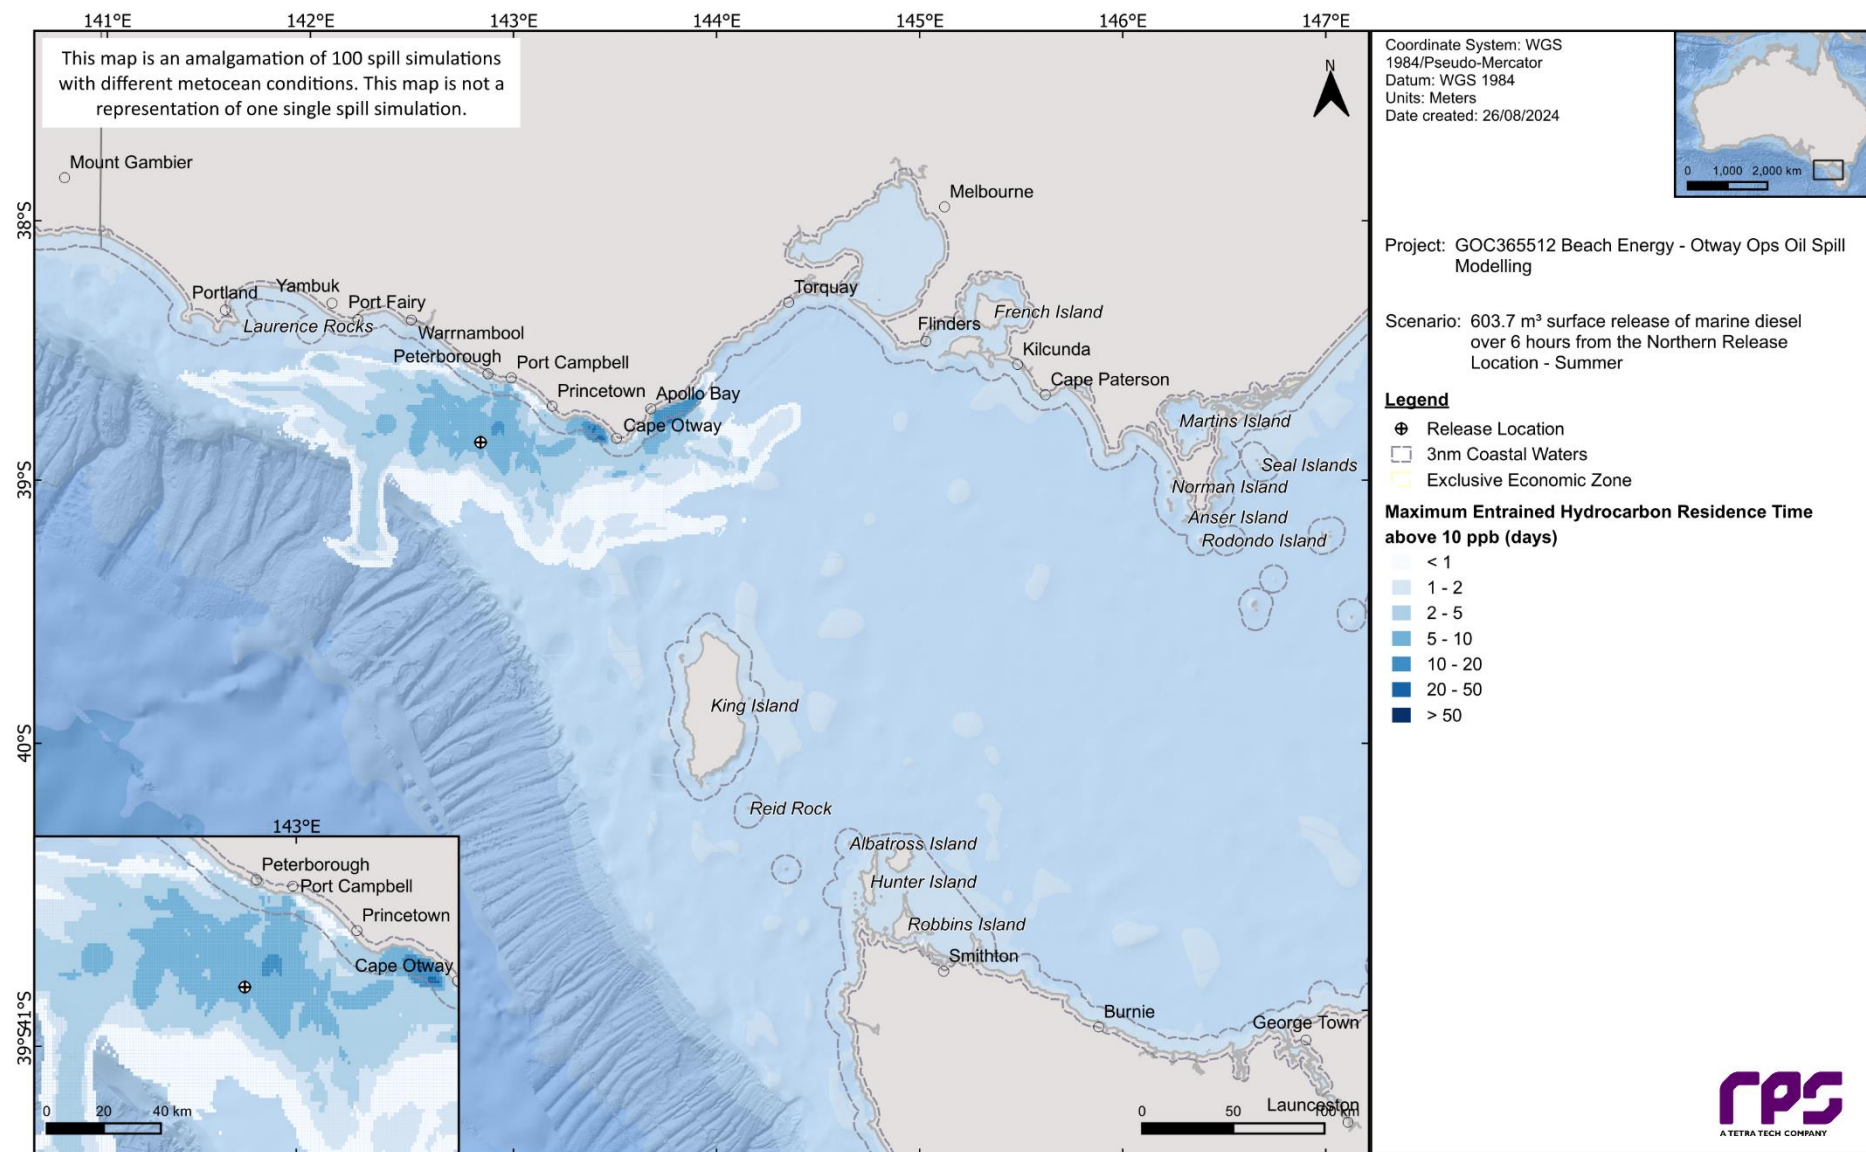 141°E
142°E
143°E
144°E
145°E
146°E
147°E
This map is an amalgamation of 100 spill simulations
with different metocean conditions. This map is not a
representation of one single spill simulation.
N
Mount Gambier
Melbourne
38°S
Portland
Yambuk
Port Fairy
Laurence Rocks
Warrnambool
Torquay
French Island
Flinders
Peterborough
Port Campbell
Kilcunda
Princetown
Apollo Bay
Cape Paterson
Cape Otway
Martins Island
Seal Islands
39°S
Norman Island
Anser Island
Rodondo Island
King Island
40°S
Reid Rock
Albatross Island
Hunter Island
Robbins Island
Smithton
Burnie
George Town
41°S
Launceston
0 50 100 km
143°E
Peterborough
Port Campbell
Princetown
Cape Otway
39°S
0 20 40 km
Coordinate System: WGS
1984/Pseudo-Mercator
Datum: WGS 1984
Units: Meters
Date created: 26/08/2024
0 1,000 2,000 km
Project: GOC365512 Beach Energy - Otway Ops Oil Spill
Modelling
Scenario: 603.7 m³ surface release of marine diesel
over 6 hours from the Northern Release
Location - Summer
Legend
Release Location
3nm Coastal Waters
Exclusive Economic Zone
Maximum Entrained Hydrocarbon Residence Time
above 10 ppb (days)
< 1
1 - 2
2 - 5
5 - 10
10 - 20
20 - 50
> 50
rps
A TETRA TECH COMPANY